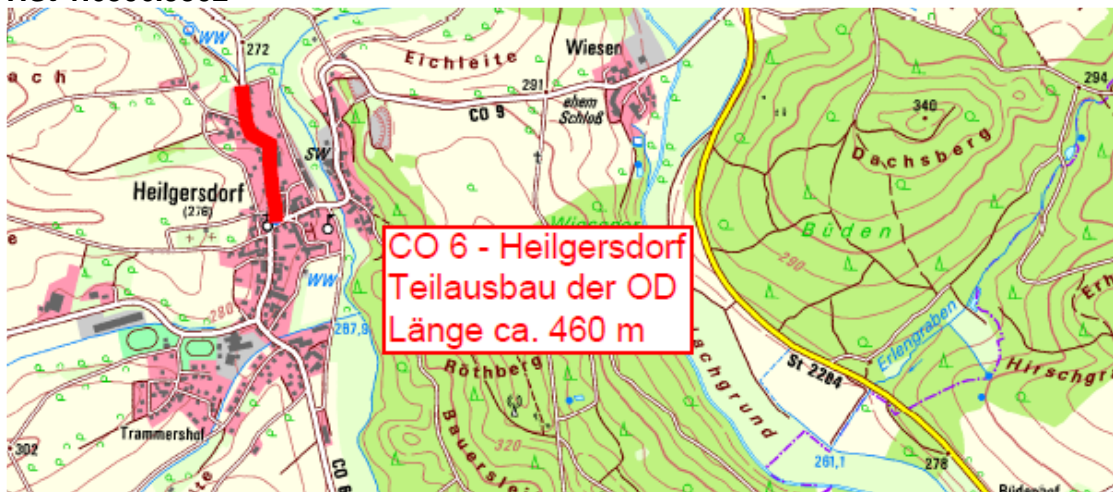 272
WW
Eichleite
Wiesen
291
ehem
Schloß
CO 9
294
340
Dachsberg
SW
Heilgersdorf
(276)
Büden
290
CO 6 - Heilgersdorf
Teilausbau der OD
Länge ca. 460 m
WW
280
287,9
Erlengraben
St 2284
Röthberg
Trammershof
302
320
CO 6
261,1
278